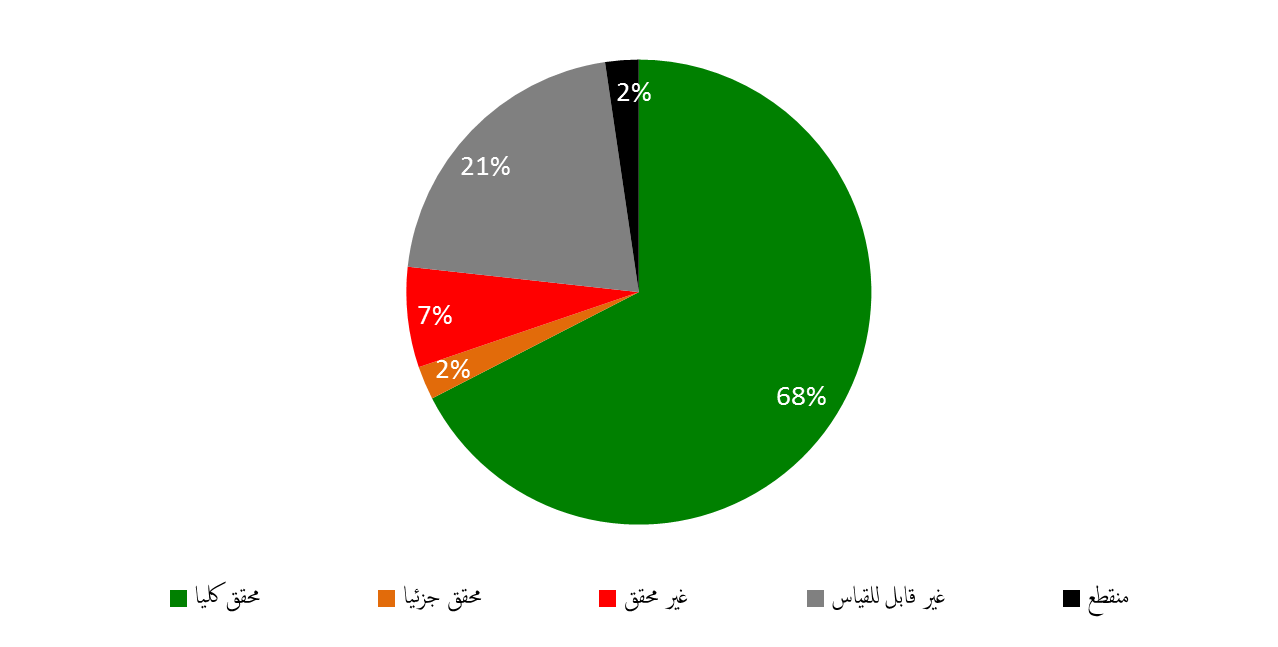 2%
21%
7%
2%
68%
محقق كليا
محقق جزئيا
غير محقق
غير قابل للقياس
منقطع